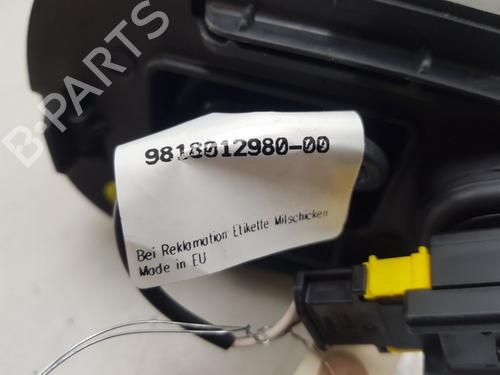 B-PARTS
9818012980-00
Bei Reklamation Etikette Mitschicken
Made in EU